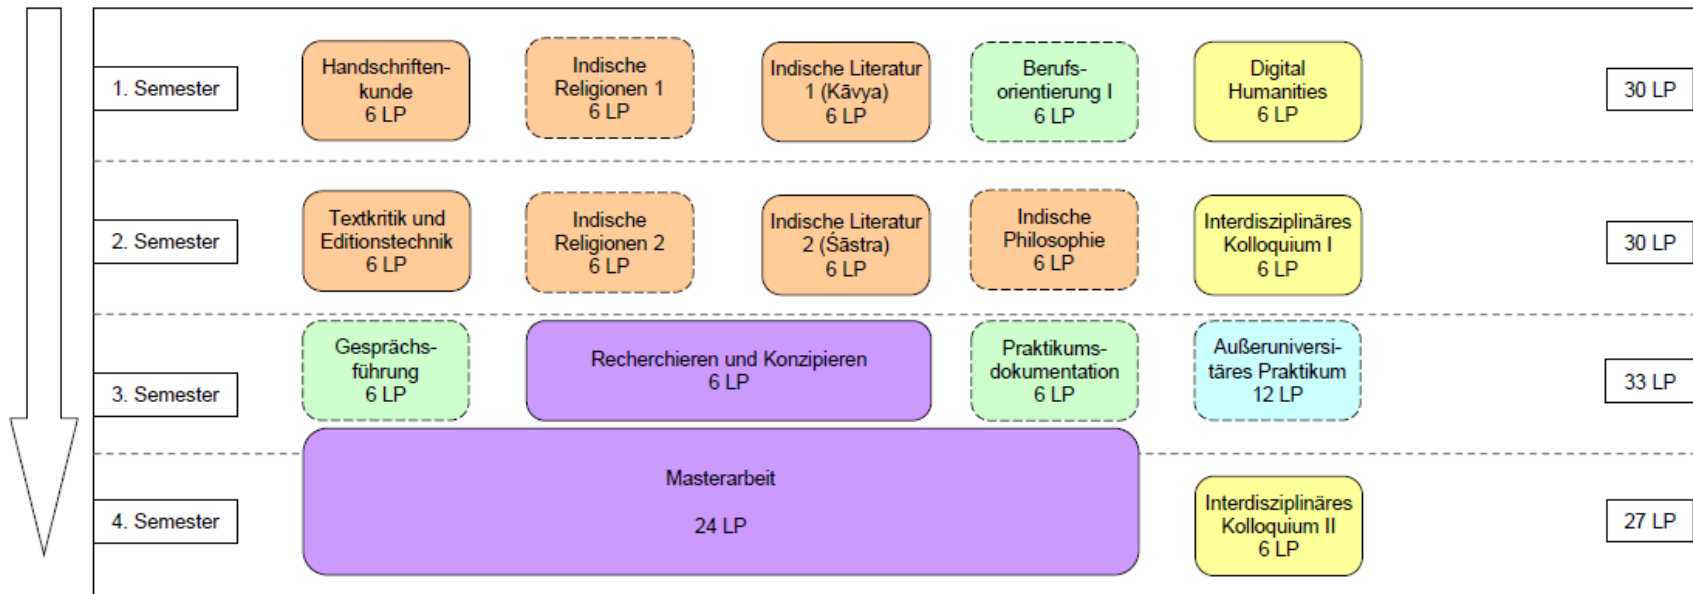 1. Semester
Handschriften-
kunde
6 LP
Indische
Religionen 1
6 LP
Indische Literatur
1 (Kāvya)
6 LP
Berufs-
orientierung I
6 LP
Digital
Humanities
6 LP
30 LP
2. Semester
Textkritik und
Editionstechnik
6 LP
Indische
Religionen 2
6 LP
Indische Literatur
2 (Śāstra)
6 LP
Indische
Philosophie
6 LP
Interdisziplinäres
Kolloquium I
6 LP
30 LP
3. Semester
Gesprächs-
führung
6 LP
Recherchieren und Konzipieren
6 LP
Praktikums-
dokumentation
6 LP
Außeruniversi-
täres Praktikum
12 LP
33 LP
4. Semester
Masterarbeit
24 LP
Interdisziplinäres
Kolloquium II
6 LP
27 LP